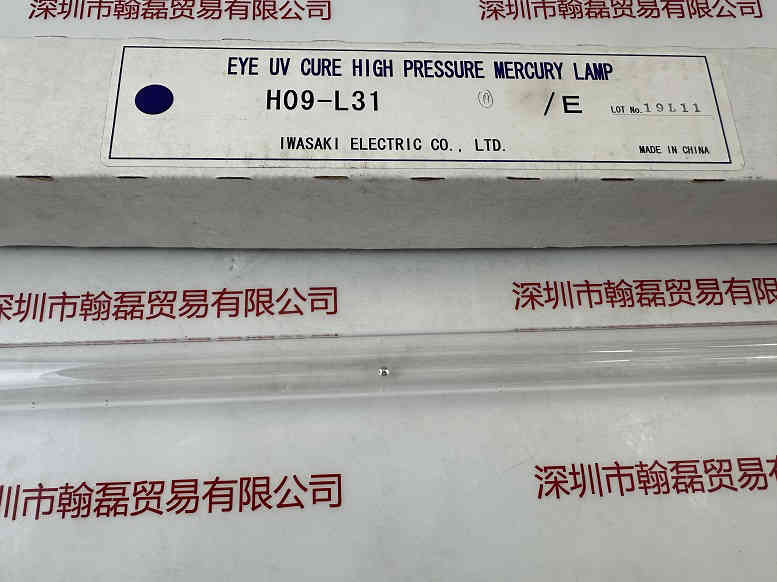 深圳市翰磊贸易有限公司 深圳市翰磊贸易有限公司
EYE UV CURE HIGH PRESSURE MERCURY LAMP
H09-L31 /E LOT No. 19L11
IWASAKI ELECTRIC CO., LTD. MADE IN CHINA
深圳市翰磊贸易有限公司 深圳市翰磊贸易有限
圳市翰磊贸易有限公司 深圳市翰磊贸易有